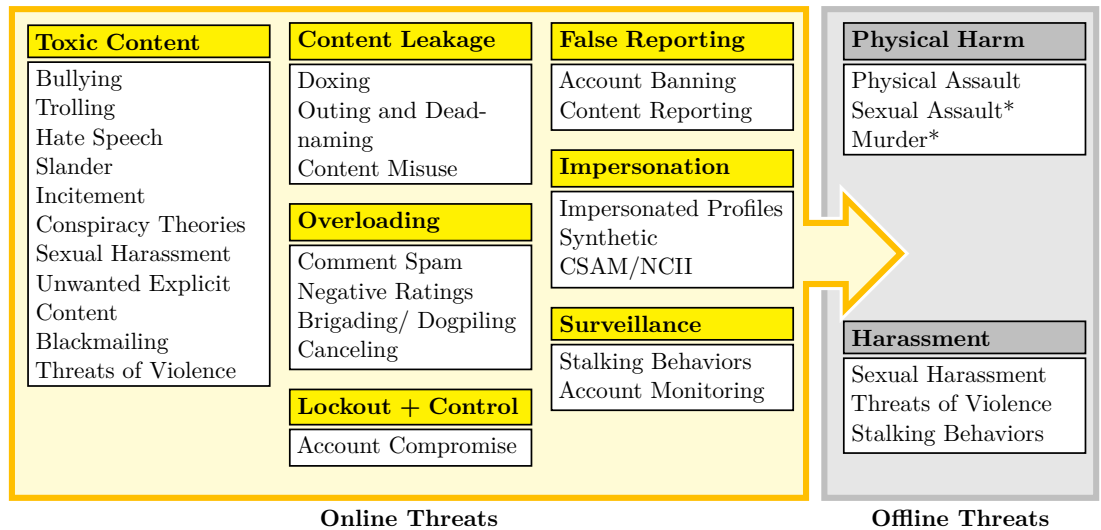 Toxic Content
Bullying
Trolling
Hate Speech
Slander
Incitement
Conspiracy Theories
Sexual Harassment
Unwanted Explicit
Content
Blackmailing
Threats of Violence
Content Leakage
Doxing
Outing and Dead-
naming
Content Misuse
Overloading
Comment Spam
Negative Ratings
Brigading/ Dogpiling
Canceling
Lockout + Control
Account Compromise
False Reporting
Account Banning
Content Reporting
Impersonation
Impersonated Profiles
Synthetic
CSAM/NCII
Surveillance
Stalking Behaviors
Account Monitoring
Online Threats
Physical Harm
Physical Assault
Sexual Assault*
Murder*
Harassment
Sexual Harassment
Threats of Violence
Stalking Behaviors
Offline Threats